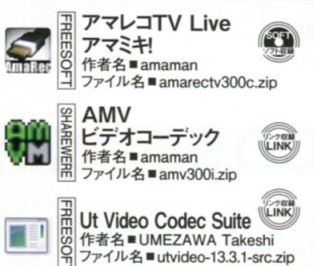 AmaRec
FREESOFT
アマレコTV Live
アマミキ!
作者名■amaman
ファイル名■amarectv300c.zip
SOFT
ソフト収録
AMV
SHAREWERE
AMV
ビデオコーデック
作者名■amaman
ファイル名■amv300i.zip
リンク収録
LINK
FREESOF
Ut Video Codec Suite
作者名■UMEZAWA Takeshi
ファイル名■utvideo-13.3.1-src.zip
リンク収録
LINK